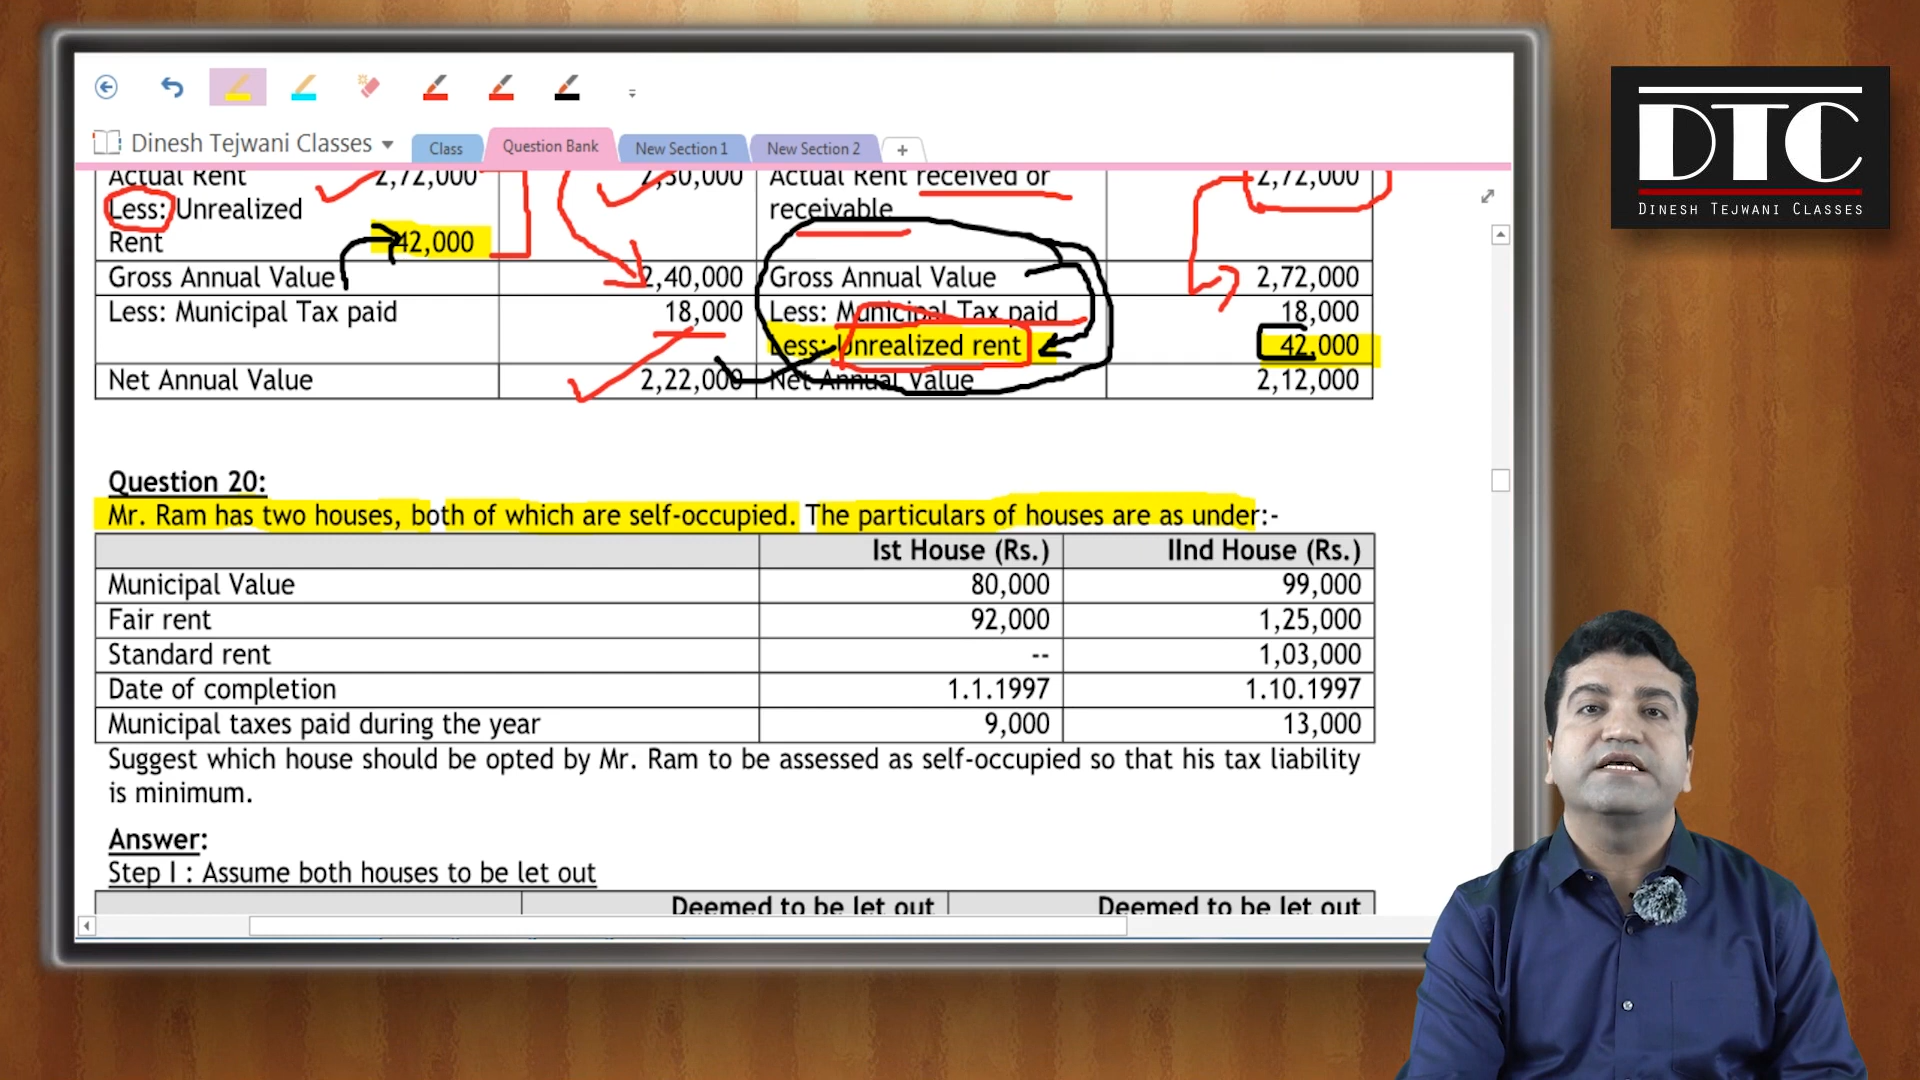 DTC
DINESH TEJWANI CLASSES
Dinesh Tejwani Classes
Class
Question Bank
New Section 1
New Section 2
Actual Rent 2,72,000 2,30,000 Actual Rent received or 2,72,000
Less: Unrealized receivable
Rent 42,000
Gross Annual Value 2,40,000 Gross Annual Value 2,72,000
Less: Municipal Tax paid 18,000 Less: Municipal Tax paid 18,000
Less: Unrealized rent 42,000
Net Annual Value 2,22,000 Net Annual Value 2,12,000
Question 20:
Mr. Ram has two houses, both of which are self-occupied. The particulars of houses are as under:-
Ist House (Rs.) IInd House (Rs.)
Municipal Value 80,000 99,000
Fair rent 92,000 1,25,000
Standard rent -- 1,03,000
Date of completion 1.1.1997 1.10.1997
Municipal taxes paid during the year 9,000 13,000
Suggest which house should be opted by Mr. Ram to be assessed as self-occupied so that his tax liability
is minimum.
Answer:
Step I : Assume both houses to be let out
Deemed to be let out Deemed to be let out